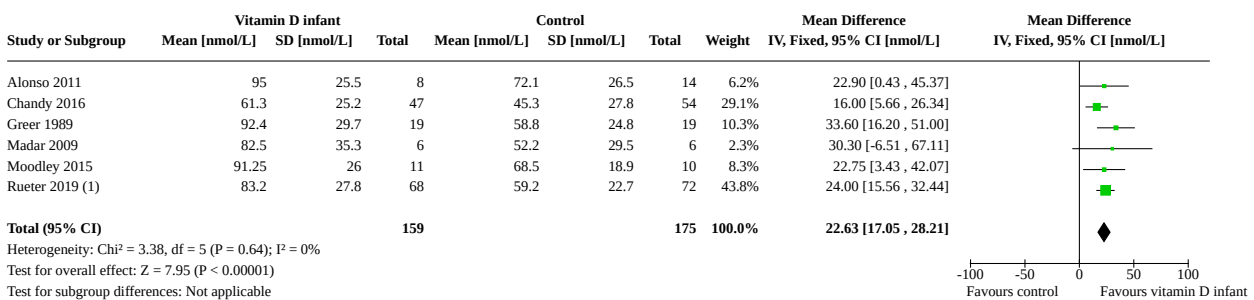 Vitamin D infant Control Mean Difference Mean Difference
Study or Subgroup Mean [nmol/L] SD [nmol/L] Total Mean [nmol/L] SD [nmol/L] Total Weight IV, Fixed, 95% CI [nmol/L] IV, Fixed, 95% CI [nmol/L]
Alonso 2011 95 25.5 8 72.1 26.5 14 6.2% 22.90 [0.43 , 45.37]
Chandy 2016 61.3 25.2 47 45.3 27.8 54 29.1% 16.00 [5.66 , 26.34]
Greer 1989 92.4 29.7 19 58.8 24.8 19 10.3% 33.60 [16.20 , 51.00]
Madar 2009 82.5 35.3 6 52.2 29.5 6 2.3% 30.30 [-6.51 , 67.11]
Moodley 2015 91.25 26 11 68.5 18.9 10 8.3% 22.75 [3.43 , 42.07]
Rueter 2019 (1) 83.2 27.8 68 59.2 22.7 72 43.8% 24.00 [15.56 , 32.44]
Total (95% CI) 159 175 100.0% 22.63 [17.05 , 28.21]
Heterogeneity: Chi² = 3.38, df = 5 (P = 0.64); I² = 0%
Test for overall effect: Z = 7.95 (P < 0.00001)
-100 -50 0 50 100
Test for subgroup differences: Not applicable Favours control Favours vitamin D infant